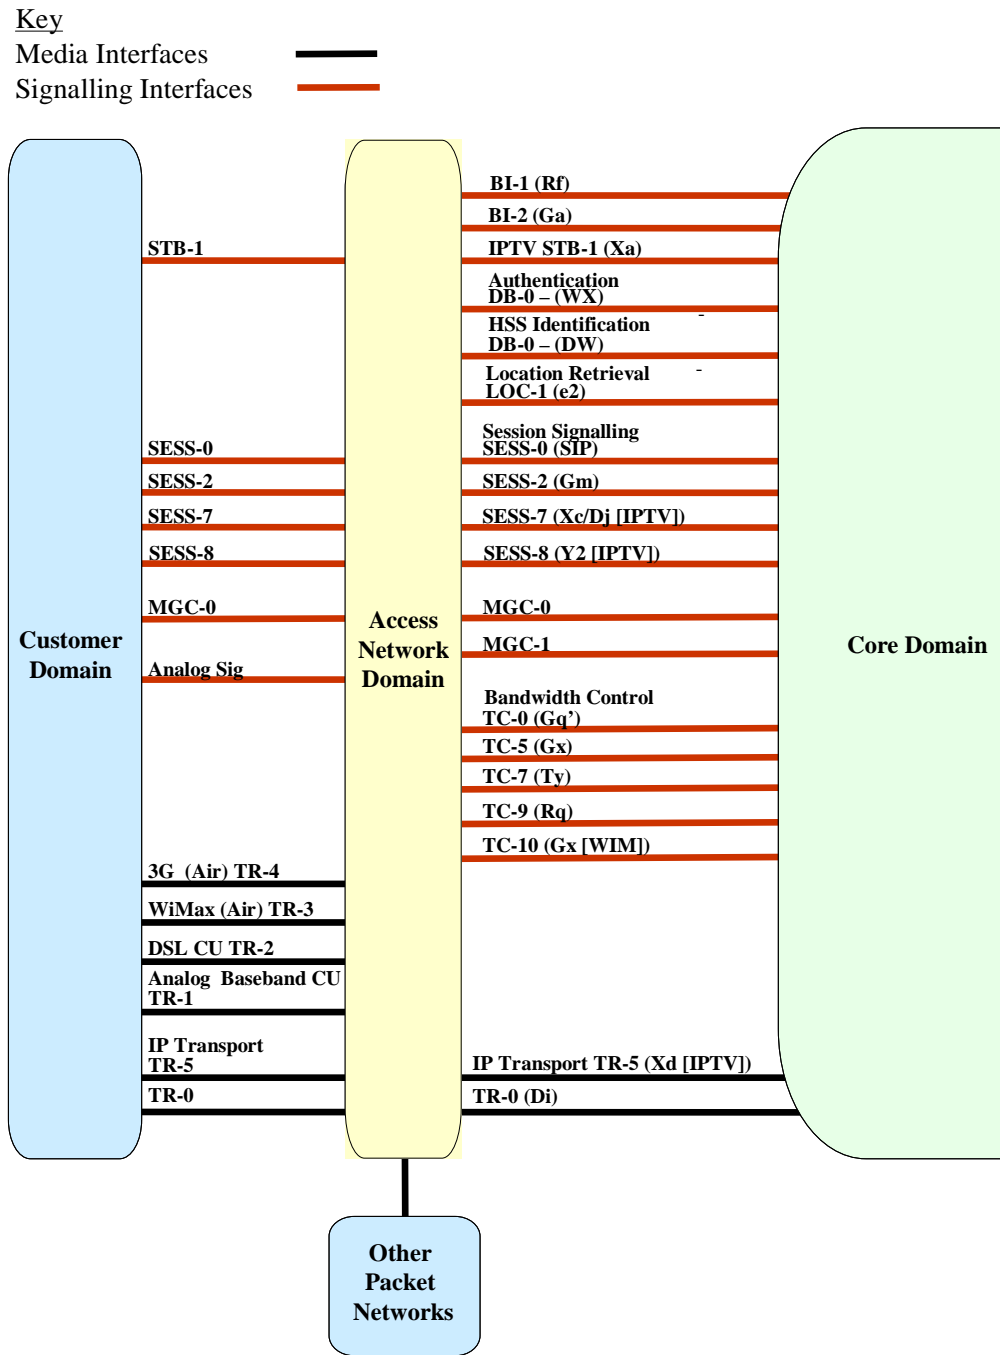 Key
Media Interfaces
Signalling Interfaces
BI-1 (Rf)
BI-2 (Ga)
STB-1
IPTV STB-1 (Xa)
Authentication
DB-0 – (WX)
-
HSS Identification
DB-0 – (DW)
-
Location Retrieval
LOC-1 (e2)
Session Signalling
SESS-0
SESS-0 (SIP)
SESS-2
SESS-2 (Gm)
SESS-7
SESS-7 (Xc/Dj [IPTV])
SESS-8
SESS-8 (Y2 [IPTV])
MGC-0
MGC-0
MGC-1
Customer
Domain
Access
Network
Domain
Core Domain
Analog Sig
Bandwidth Control
TC-0 (Gq’)
TC-5 (Gx)
TC-7 (Ty)
TC-9 (Rq)
TC-10 (Gx [WIM])
3G (Air) TR-4
WiMax (Air) TR-3
DSL CU TR-2
Analog Baseband CU
TR-1
IP Transport
TR-5
IP Transport TR-5 (Xd [IPTV])
TR-0
TR-0 (Di)
Other
Packet
Networks